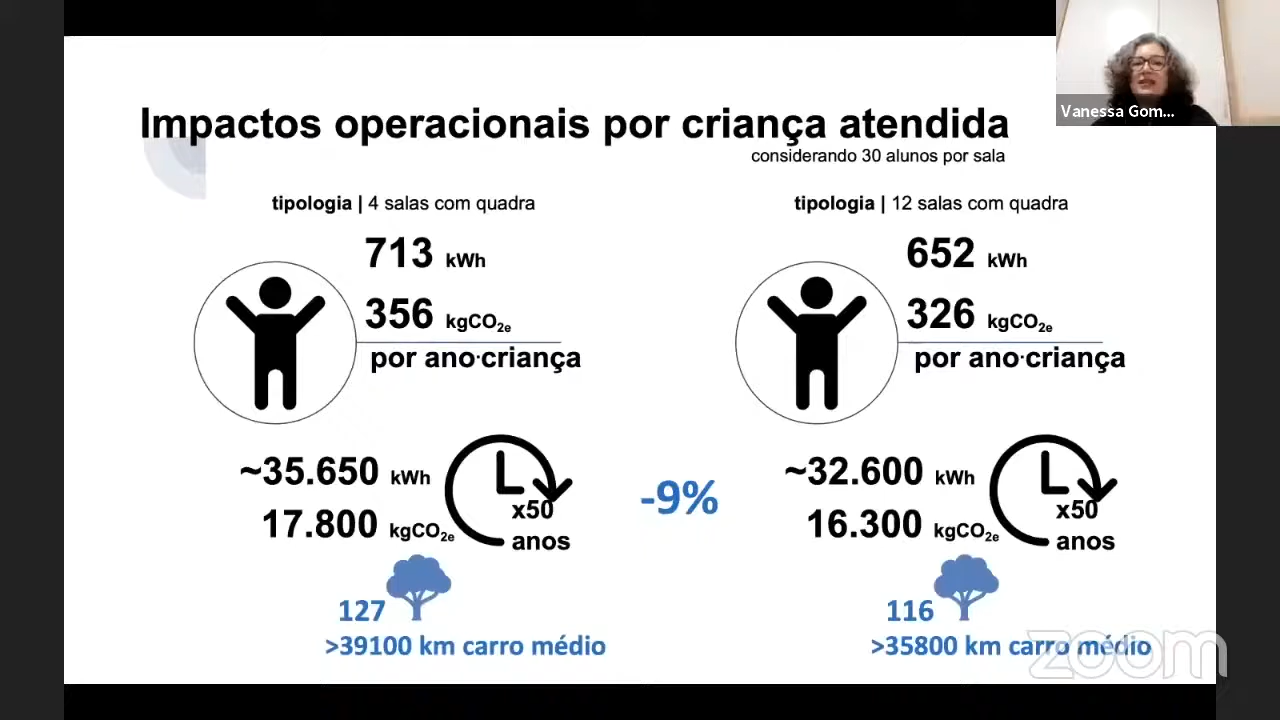 Impactos operacionais por criança atendida
considerando 30 alunos por sala
Vanessa Gom...
tipologia | 4 salas com quadra
713 kWh
356 kgCO2e
por ano·criança
~35.650 kWh
17.800 kgCO2e
x50
anos
127
>39100 km carro médio
-9%
tipologia | 12 salas com quadra
652 kWh
326 kgCO2e
por ano·criança
~32.600 kWh
16.300 kgCO2e
x50
anos
116
>35800 km carro médio
zoom